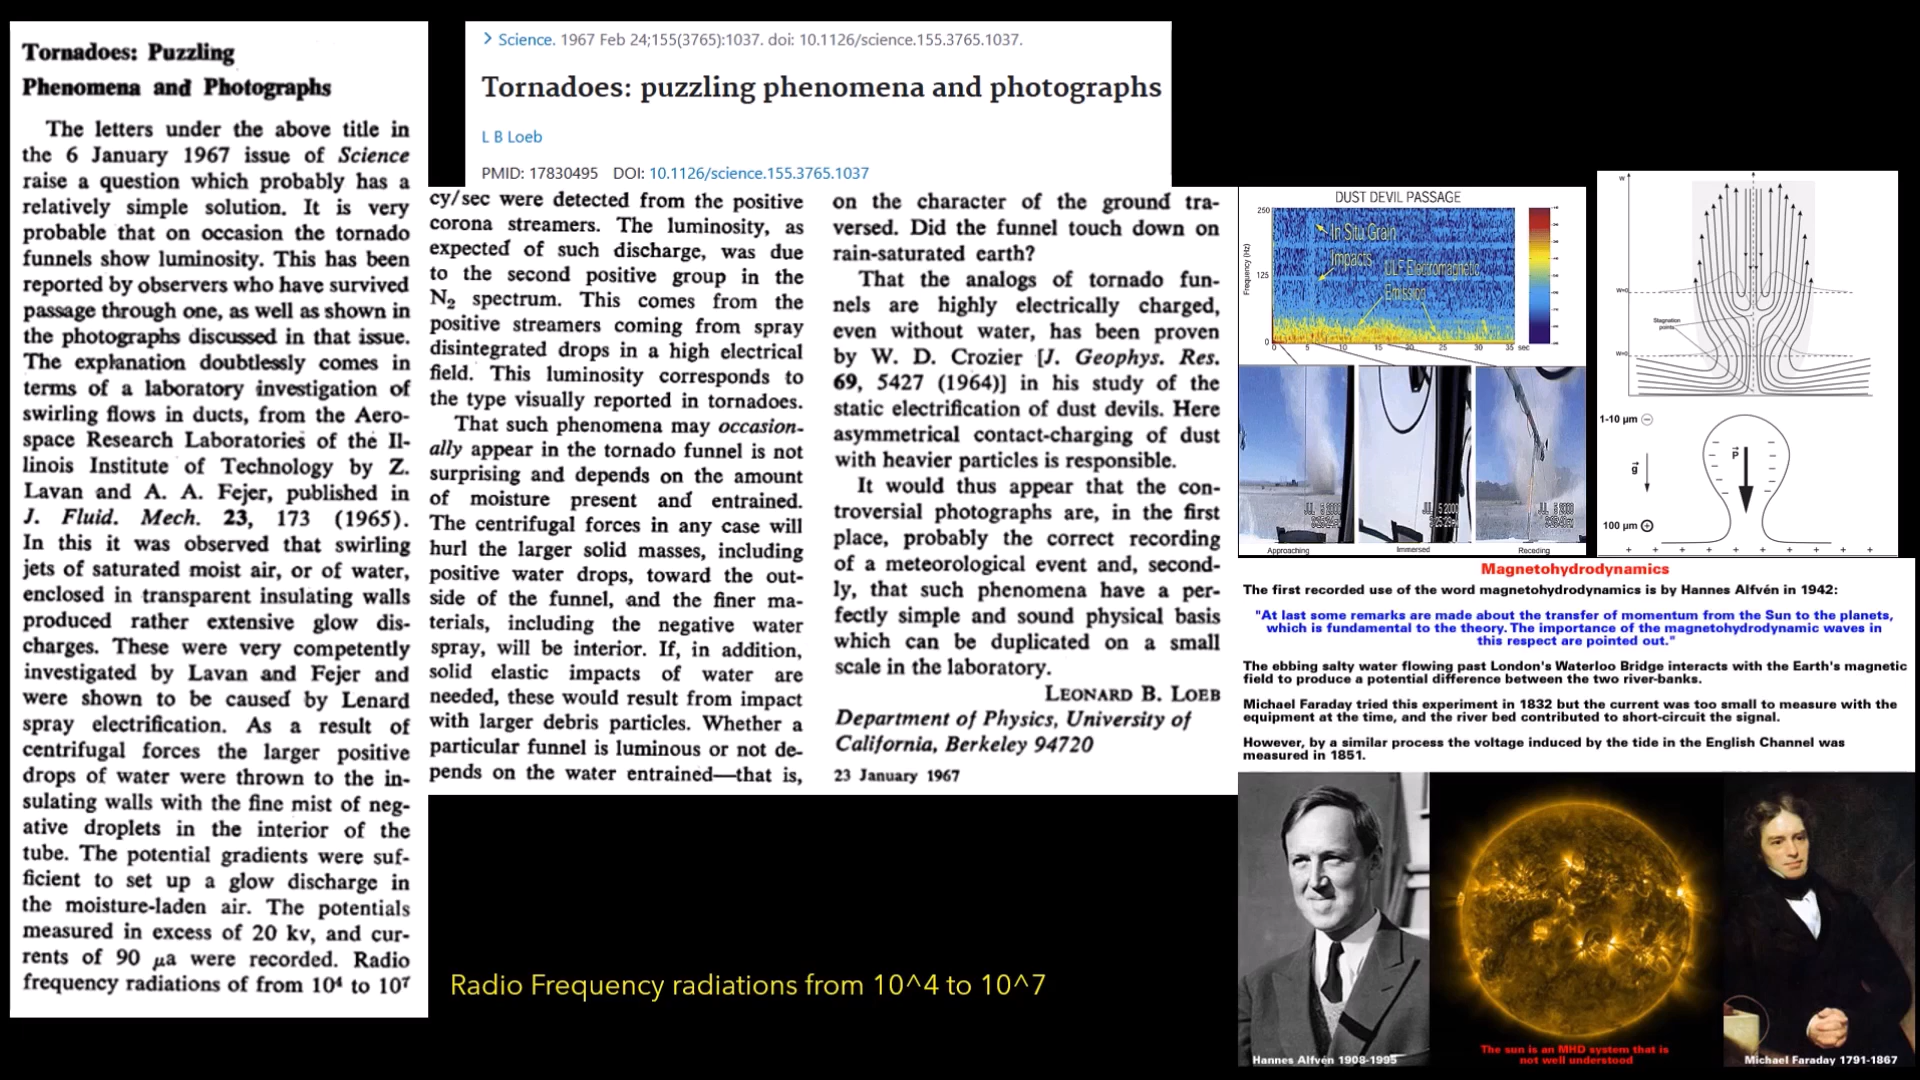 Tornadoes: Puzzling
Phenomena and Photographs
The letters under the above title in
the 6 January 1967 issue of Science
raise a question which probably has a
relatively simple solution. It is very
probable that on occasion the tornado
funnels show luminosity. This has been
reported by observers who have survived
passage through one, as well as shown in
the photographs discussed in that issue.
The explanation doubtlessly comes in
terms of a laboratory investigation of
swirling flows in ducts, from the Aero-
space Research Laboratories of the Il-
linois Institute of Technology by Z.
Lavan and A. A. Fejer, published in
J. Fluid. Mech. 23, 173 (1965).
In this it was observed that swirling
jets of saturated moist air, or of water,
enclosed in transparent insulating walls
produced rather extensive glow dis-
charges. These were very competently
investigated by Lavan and Fejer and
were shown to be caused by Lenard
spray electrification. As a result of
centrifugal forces the larger positive
drops of water were thrown to the in-
sulating walls with the fine mist of neg-
ative droplets in the interior of the
tube. The potential gradients were suf-
ficient to set up a glow discharge in
the moisture-laden air. The potentials
measured in excess of 20 kv, and cur-
rents of 90 μa were recorded. Radio
frequency radiations of from 10⁴ to 10⁷
> Science. 1967 Feb 24;155(3765):1037. doi: 10.1126/science.155.3765.1037.
Tornadoes: puzzling phenomena and photographs
L B Loeb
PMID: 17830495 DOI: 10.1126/science.155.3765.1037
cy/sec were detected from the positive
corona streamers. The luminosity, as
expected of such discharge, was due
to the second positive group in the
N₂ spectrum. This comes from the
positive streamers coming from spray
disintegrated drops in a high electrical
field. This luminosity corresponds to
the type visually reported in tornadoes.
That such phenomena may occasion-
ally appear in the tornado funnel is not
surprising and depends on the amount
of moisture present and entrained.
The centrifugal forces in any case will
hurl the larger solid masses, including
positive water drops, toward the out-
side of the funnel, and the finer ma-
terials, including the negative water
spray, will be interior. If, in addition,
solid elastic impacts of water are
needed, these would result from impact
with larger debris particles. Whether a
particular funnel is luminous or not de-
pends on the water entrained—that is,
on the character of the ground tra-
versed. Did the funnel touch down on
rain-saturated earth?
That the analogs of tornado fun-
nels are highly electrically charged,
even without water, has been proven
by W. D. Crozier [J. Geophys. Res.
69, 5427 (1964)] in his study of the
static electrification of dust devils. Here
asymmetrical contact-charging of dust
with heavier particles is responsible.
It would thus appear that the con-
troversial photographs are, in the first
place, probably the correct recording
of a meteorological event and, second-
ly, that such phenomena have a per-
fectly simple and sound physical basis
which can be duplicated on a small
scale in the laboratory.
LEONARD B. LOEB
Department of Physics, University of
California, Berkeley 94720
23 January 1967
Radio Frequency radiations from 10^4 to 10^7
DUST DEVIL PASSAGE
Frequency (Hz)
250
125
0
In Situ Grain
Impacts
ULF Electromagnetic
Emission
0 5 10 15 20 25 30 35 sec
Approaching
Immersed
Receding
W
W=0
Stagnation
points
W=0
1-10 μm ⊖
g
P
100 μm ⊕
+ + + + + + + + + +
Magnetohydrodynamics
The first recorded use of the word magnetohydrodynamics is by Hannes Alfvén in 1942:
"At last some remarks are made about the transfer of momentum from the Sun to the planets,
which is fundamental to the theory. The importance of the magnetohydrodynamic waves in
this respect are pointed out."
The ebbing salty water flowing past London's Waterloo Bridge interacts with the Earth's magnetic
field to produce a potential difference between the two river-banks.
Michael Faraday tried this experiment in 1832 but the current was too small to measure with the
equipment at the time, and the river bed contributed to short-circuit the signal.
However, by a similar process the voltage induced by the tide in the English Channel was
measured in 1851.
Hannes Alfvén 1908-1995
The sun is an MHD system that is
not well understood
Michael Faraday 1791-1867